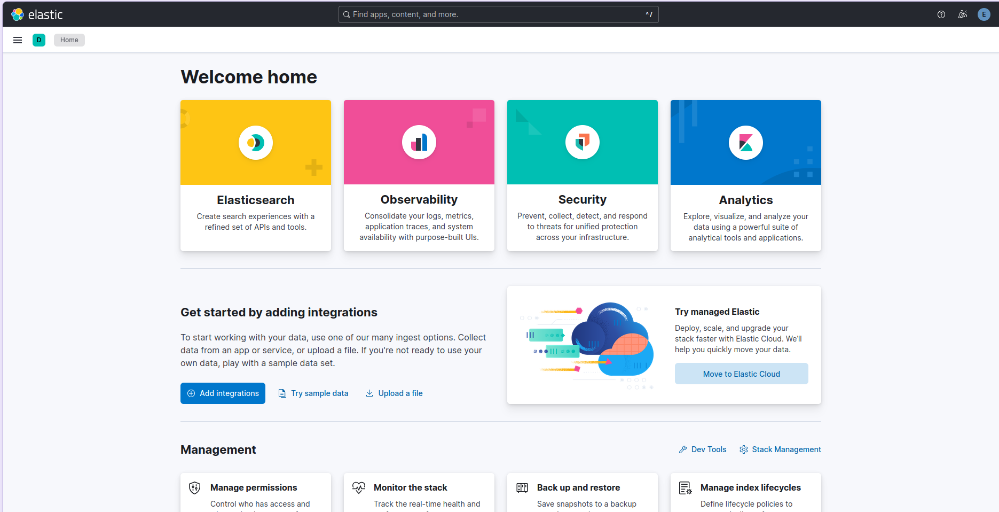 elastic
Find apps, content, and more.
^/
E
D
Home
Welcome home
Elasticsearch
Create search experiences with a
refined set of APIs and tools.
Observability
Consolidate your logs, metrics,
application traces, and system
availability with purpose-built UIs.
Security
Prevent, collect, detect, and respond
to threats for unified protection
across your infrastructure.
Analytics
Explore, visualize, and analyze your
data using a powerful suite of
analytical tools and applications.
Get started by adding integrations
To start working with your data, use one of our many ingest options. Collect
data from an app or service, or upload a file. If you're not ready to use your
own data, play with a sample data set.
Add integrations
Try sample data
Upload a file
Try managed Elastic
Deploy, scale, and upgrade your
stack faster with Elastic Cloud. We’ll
help you quickly move your data.
Move to Elastic Cloud
Management
Dev Tools
Stack Management
Manage permissions
Control who has access and
Monitor the stack
Track the real-time health and
Back up and restore
Save snapshots to a backup
Manage index lifecycles
Define lifecycle policies to